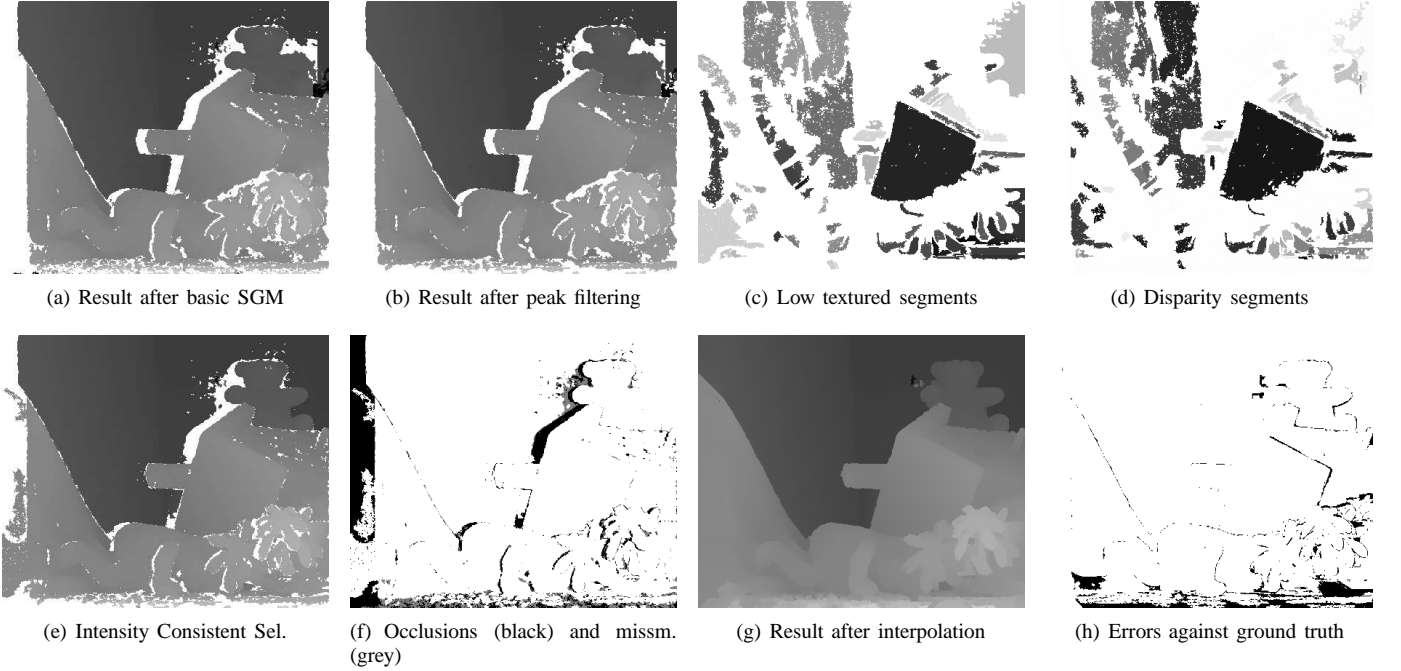 (a) Result after basic SGM
(b) Result after peak filtering
(c) Low textured segments
(d) Disparity segments
(e) Intensity Consistent Sel.
(f) Occlusions (black) and missm.
(grey)
(g) Result after interpolation
(h) Errors against ground truth